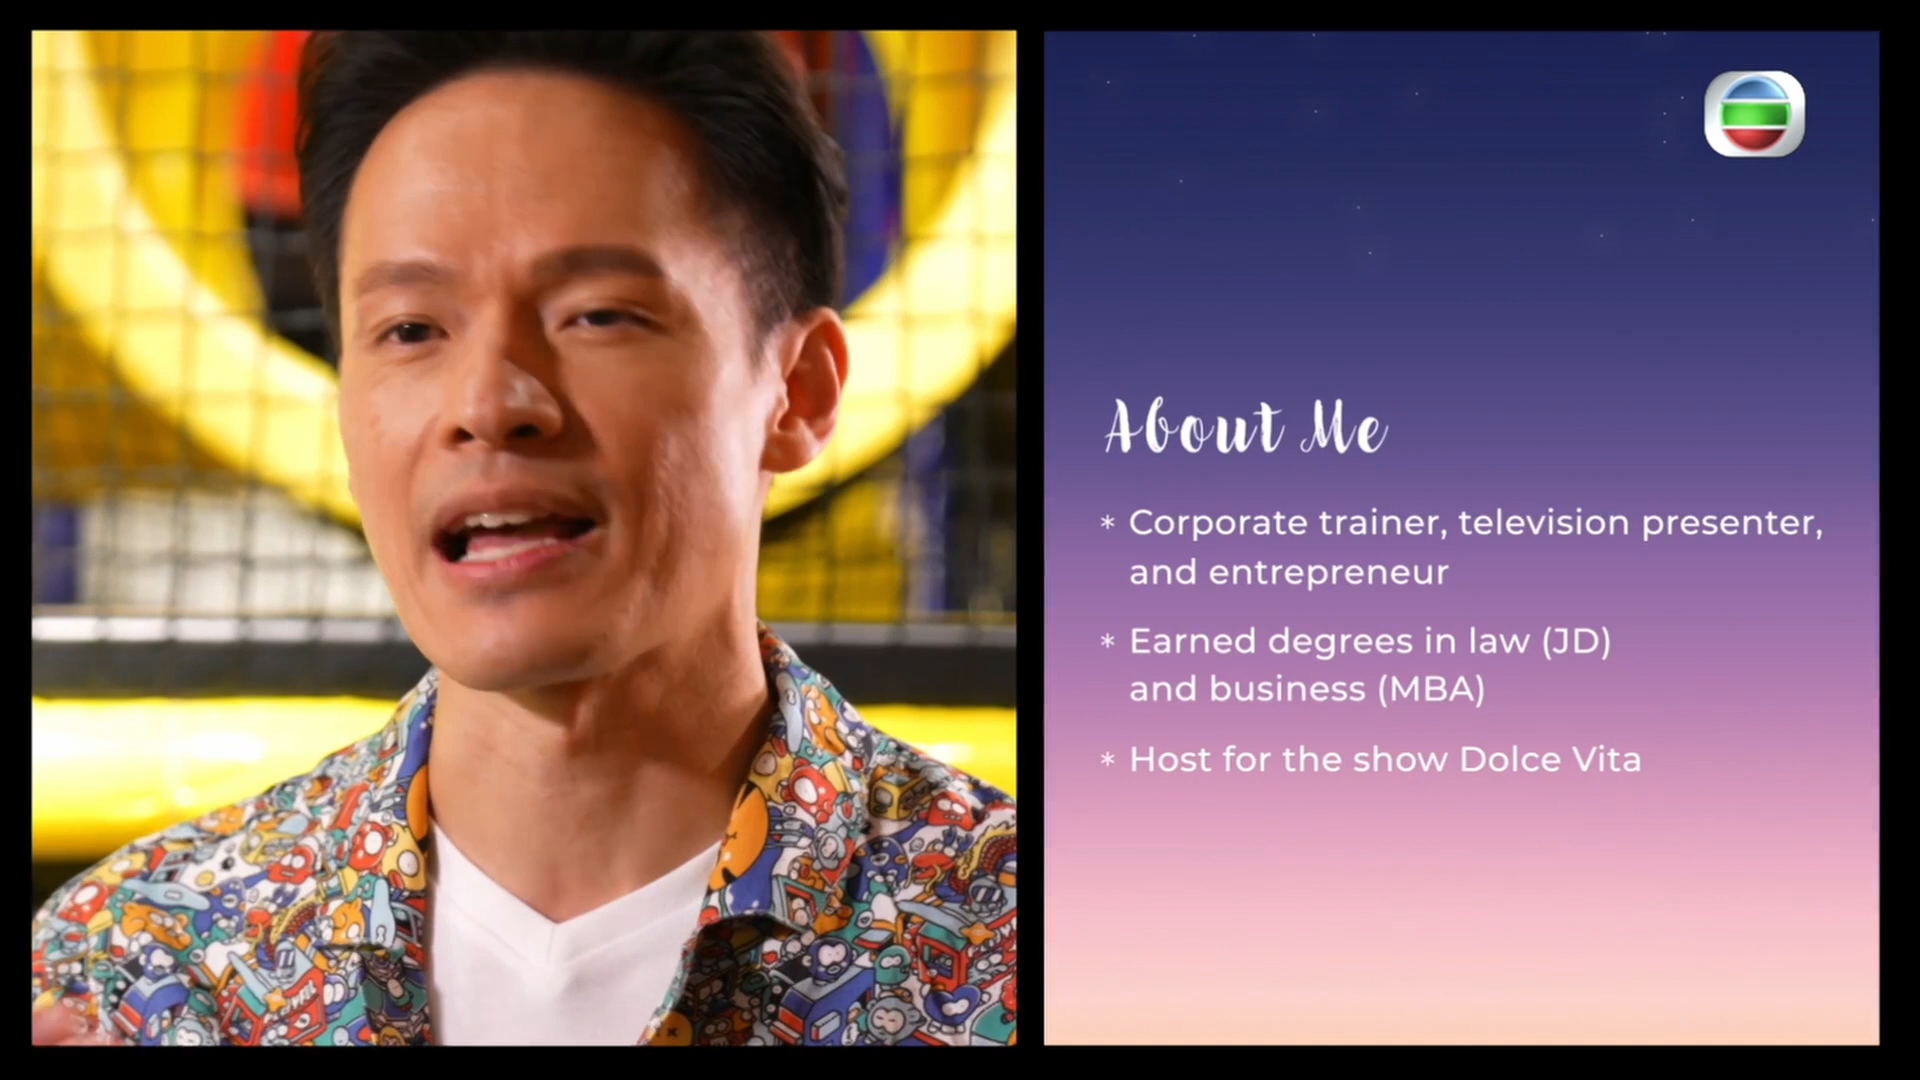 About Me
* Corporate trainer, television presenter,
and entrepreneur
* Earned degrees in law (JD)
and business (MBA)
* Host for the show Dolce Vita